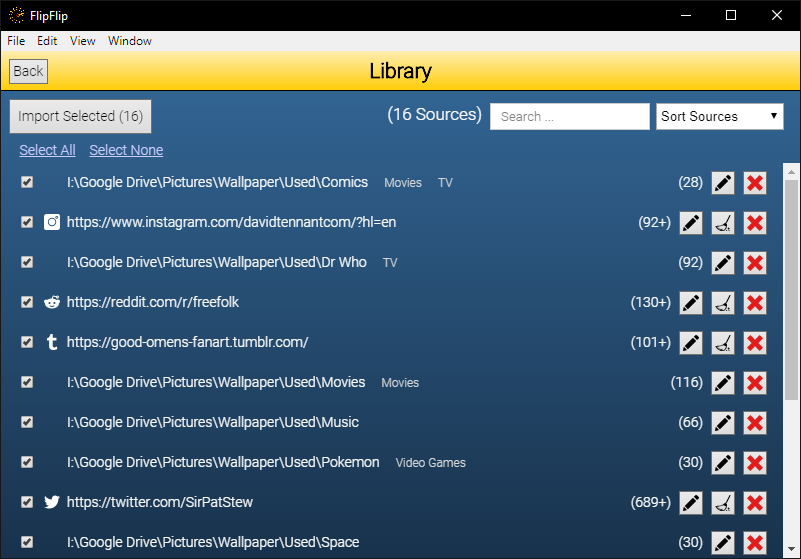 FlipFlip
File Edit View Window
Back Library
Import Selected (16) (16 Sources) Search ... Sort Sources
Select All Select None
I:\Google Drive\Pictures\Wallpaper\Used\Comics Movies TV (28)
https://www.instagram.com/davidtennantcom/?hl=en (92+)
I:\Google Drive\Pictures\Wallpaper\Used\Dr Who TV (92)
https://reddit.com/r/freefolk (130+)
t https://good-omens-fanart.tumblr.com/ (101+)
I:\Google Drive\Pictures\Wallpaper\Used\Movies Movies (116)
I:\Google Drive\Pictures\Wallpaper\Used\Music (66)
I:\Google Drive\Pictures\Wallpaper\Used\Pokemon Video Games (30)
https://twitter.com/SirPatStew (689+)
I:\Google Drive\Pictures\Wallpaper\Used\Space (30)